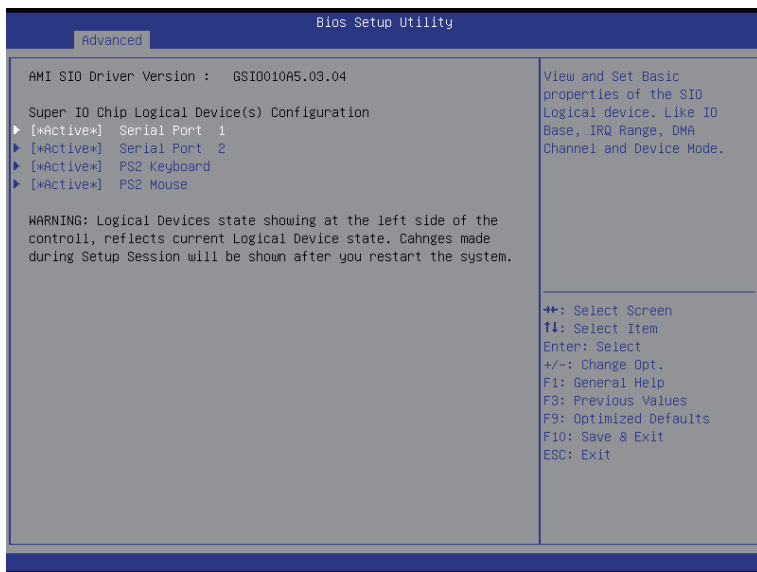 Bios Setup Utility
Advanced
AMI SIO Driver Version : GSIO010A5.03.04
Super IO Chip Logical Device(s) Configuration
[*Active*] Serial Port 1
[*Active*] Serial Port 2
[*Active*] PS2 Keyboard
[*Active*] PS2 Mouse
WARNING: Logical Devices state showing at the left side of the
controll, reflects current Logical Device state. Cahnges made
during Setup Session will be shown after you restart the system.
View and Set Basic
properties of the SIO
Logical device. Like IO
Base, IRQ Range, DMA
Channel and Device Mode.
→←: Select Screen
↑↓: Select Item
Enter: Select
+/-: Change Opt.
F1: General Help
F3: Previous Values
F9: Optimized Defaults
F10: Save & Exit
ESC: Exit